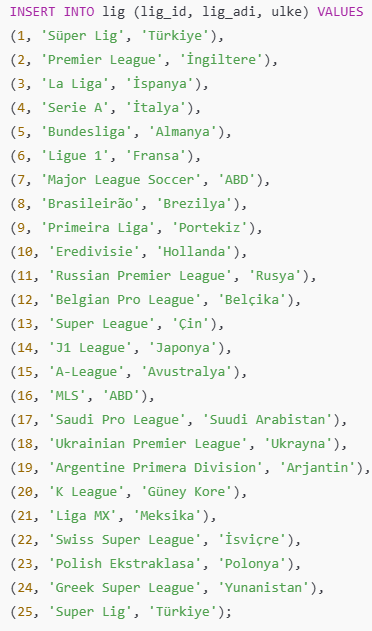 INSERT INTO lig (lig_id, lig_adi, ulke) VALUES
(1, 'Süper Lig', 'Türkiye'),
(2, 'Premier League', 'İngiltere'),
(3, 'La Liga', 'İspanya'),
(4, 'Serie A', 'İtalya'),
(5, 'Bundesliga', 'Almanya'),
(6, 'Ligue 1', 'Fransa'),
(7, 'Major League Soccer', 'ABD'),
(8, 'Brasileirão', 'Brezilya'),
(9, 'Primeira Liga', 'Portekiz'),
(10, 'Eredivisie', 'Hollanda'),
(11, 'Russian Premier League', 'Rusya'),
(12, 'Belgian Pro League', 'Belçika'),
(13, 'Super League', 'Çin'),
(14, 'J1 League', 'Japonya'),
(15, 'A-League', 'Avustralya'),
(16, 'MLS', 'ABD'),
(17, 'Saudi Pro League', 'Suudi Arabistan'),
(18, 'Ukrainian Premier League', 'Ukrayna'),
(19, 'Argentine Primera Division', 'Arjantin'),
(20, 'K League', 'Güney Kore'),
(21, 'Liga MX', 'Meksika'),
(22, 'Swiss Super League', 'İsviçre'),
(23, 'Polish Ekstraklasa', 'Polonya'),
(24, 'Greek Super League', 'Yunanistan'),
(25, 'Super Lig', 'Türkiye');